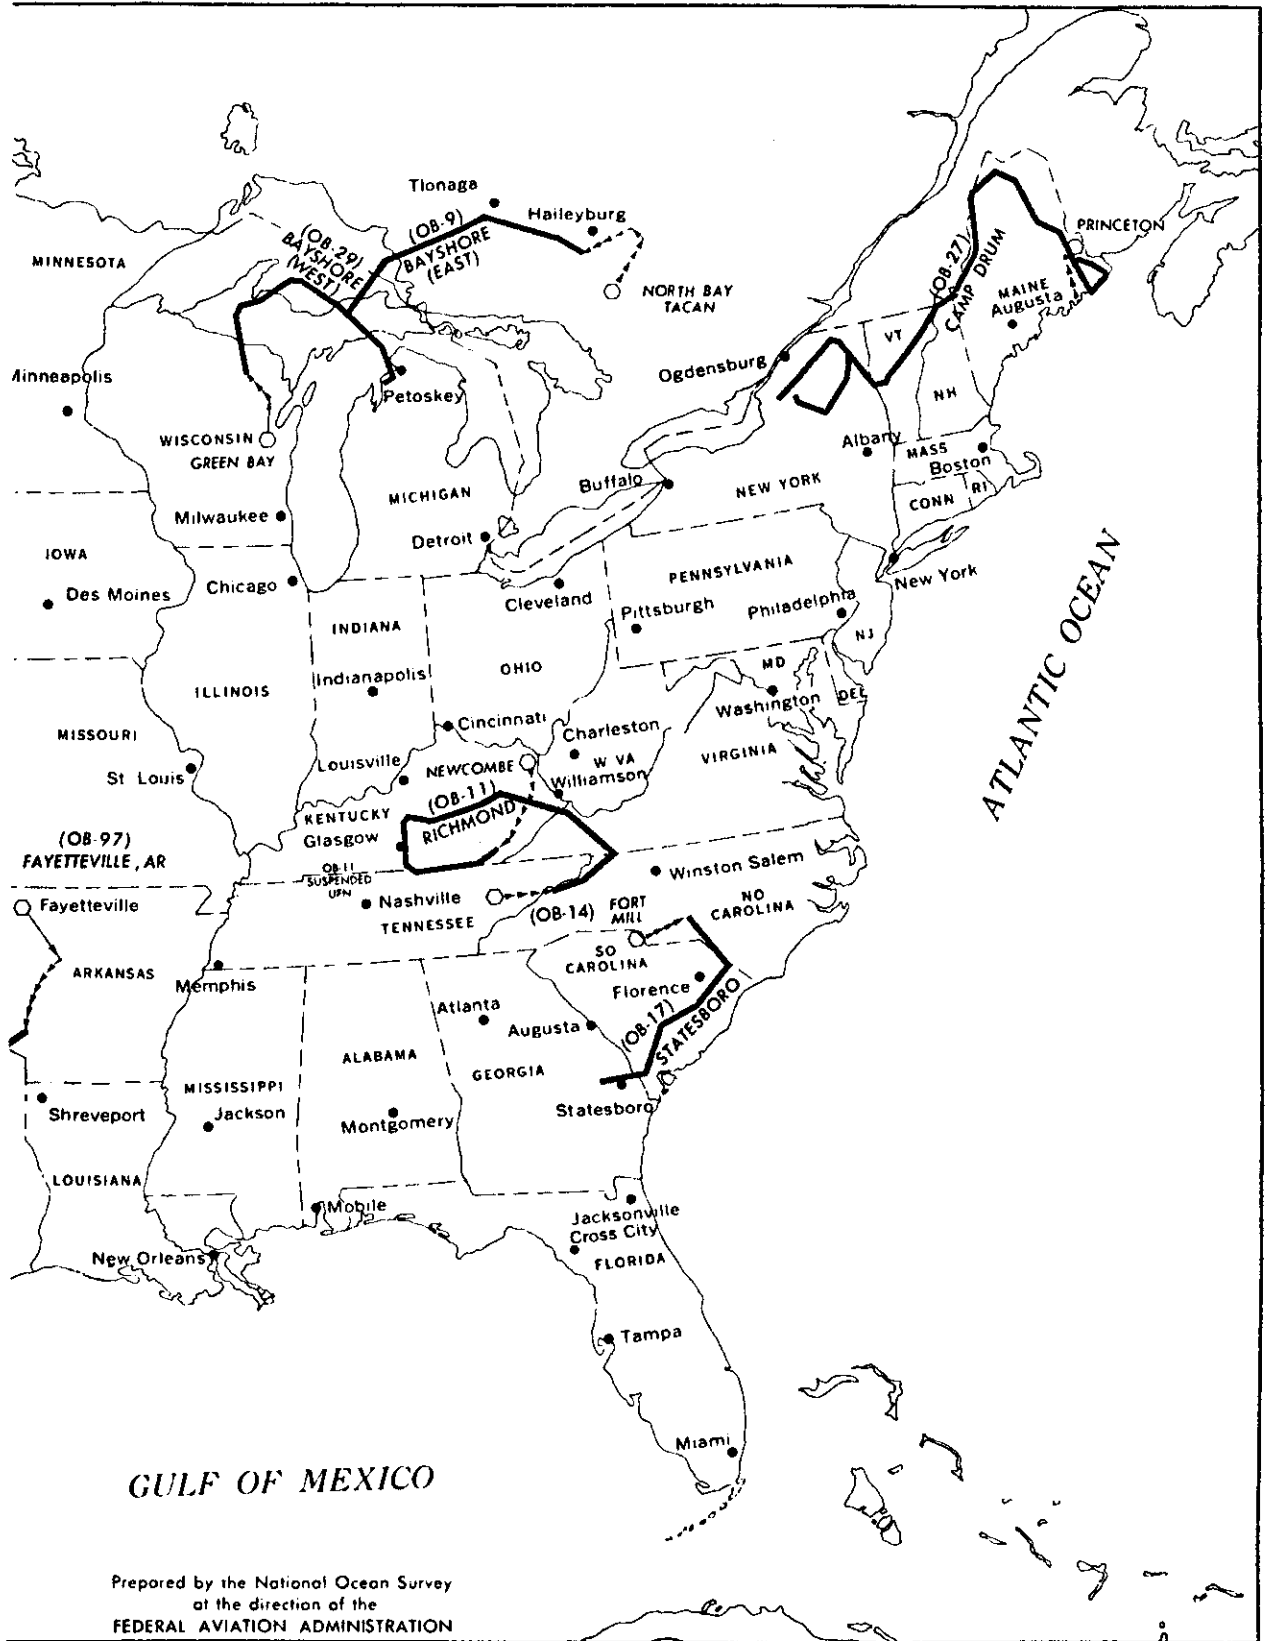 Tlonaga
(OB-9)
BAYSHORE
(EAST)
Haileyburg
(OB-29)
BAYSHORE
(WEST)
MINNESOTA
NORTH BAY
TACAN
PRINCETON
(OB-27)
CAMP DRUM
MAINE
Augusta
VT
NH
Ogdensburg
Minneapolis
Petoskey
WISCONSIN
GREEN BAY
Albany
MASS
Boston
CONN
RI
Buffalo
NEW YORK
MICHIGAN
Milwaukee
Detroit
IOWA
Des Moines
Chicago
Cleveland
PENNSYLVANIA
Pittsburgh
Philadelphia
New York
NJ
INDIANA
OHIO
Indianapolis
ILLINOIS
MD
Washington
DEL
ATLANTIC OCEAN
MISSOURI
St Louis
Cincinnati
Charleston
W VA
VIRGINIA
Louisville
NEWCOMBE
Williamson
(OB-11)
RICHMOND
KENTUCKY
Glasgow
OB-11
SUSPENDED
UFN
(OB-97)
FAYETTEVILLE, AR
Fayetteville
Nashville
TENNESSEE
Winston Salem
(OB-14)
FORT
MILL
NO
CAROLINA
SO
CAROLINA
ARKANSAS
Memphis
Florence
Atlanta
Augusta
(OB-17)
STATESBORO
ALABAMA
GEORGIA
MISSISSIPPI
Jackson
Shreveport
Montgomery
Statesboro
LOUISIANA
Mobile
Jacksonville
Cross City
FLORIDA
New Orleans
Tampa
Miami
GULF OF MEXICO
Prepared by the National Ocean Survey
at the direction of the
FEDERAL AVIATION ADMINISTRATION